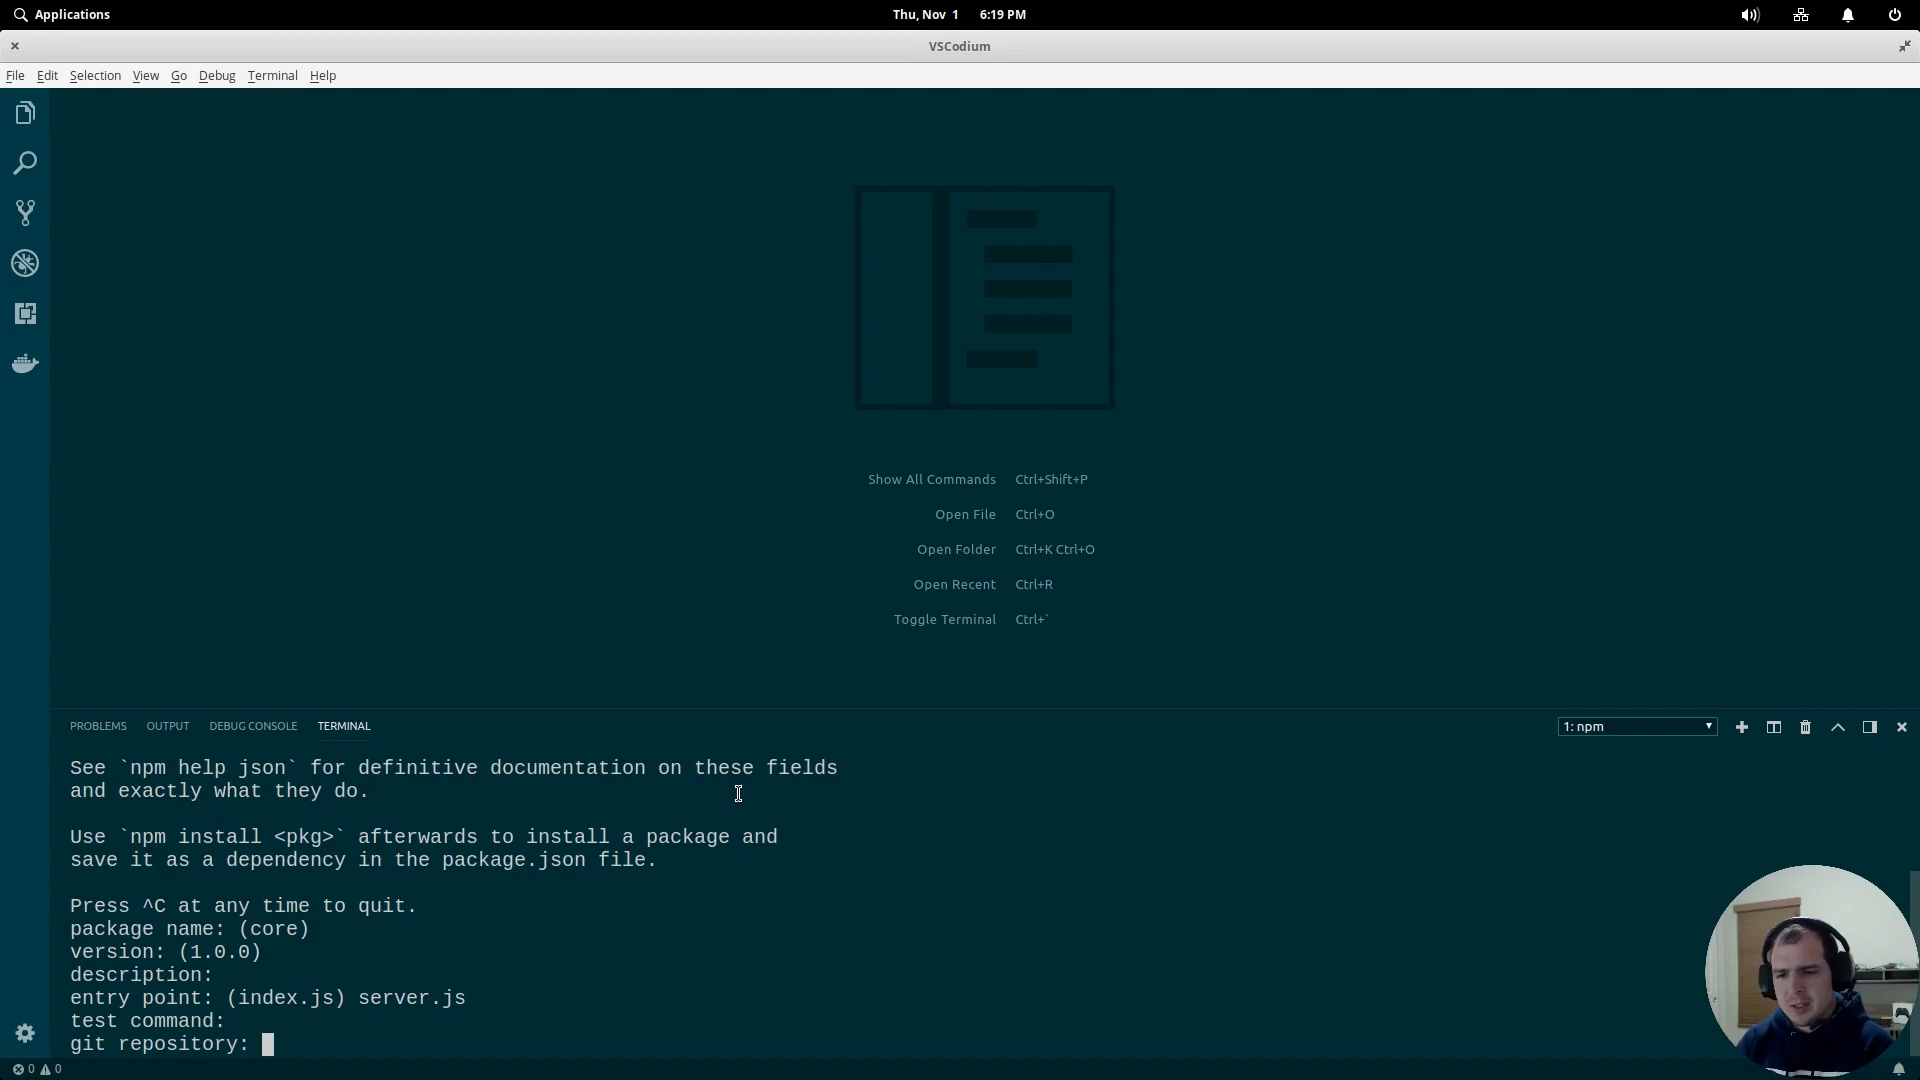 Applications
Thu, Nov 1 6:19 PM
VSCodium
File Edit Selection View Go Debug Terminal Help
Show All Commands Ctrl+Shift+P
Open File Ctrl+O
Open Folder Ctrl+K Ctrl+O
Open Recent Ctrl+R
Toggle Terminal Ctrl+`
PROBLEMS OUTPUT DEBUG CONSOLE TERMINAL
1: npm
See `npm help json` for definitive documentation on these fields
and exactly what they do.
Use `npm install <pkg>` afterwards to install a package and
save it as a dependency in the package.json file.
Press ^C at any time to quit.
package name: (core)
version: (1.0.0)
description:
entry point: (index.js) server.js
test command:
git repository:
0 0